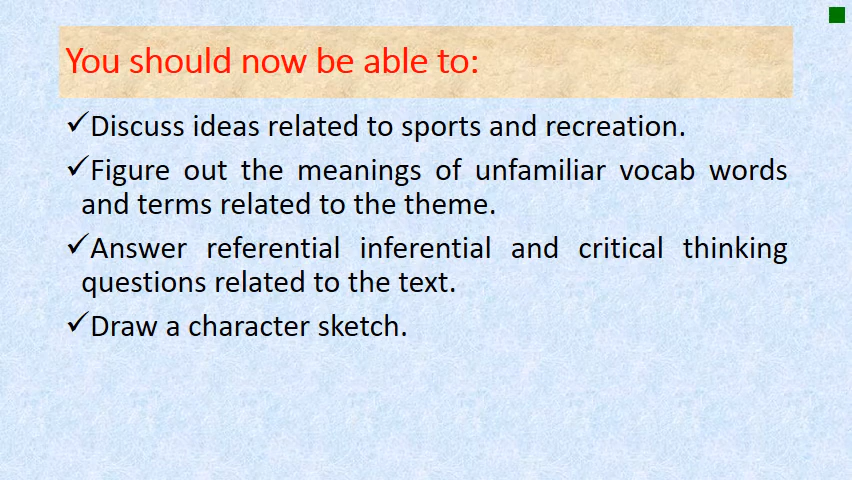 You should now be able to:
✓Discuss ideas related to sports and recreation.
✓Figure out the meanings of unfamiliar vocab words
and terms related to the theme.
✓Answer referential inferential and critical thinking
questions related to the text.
✓Draw a character sketch.